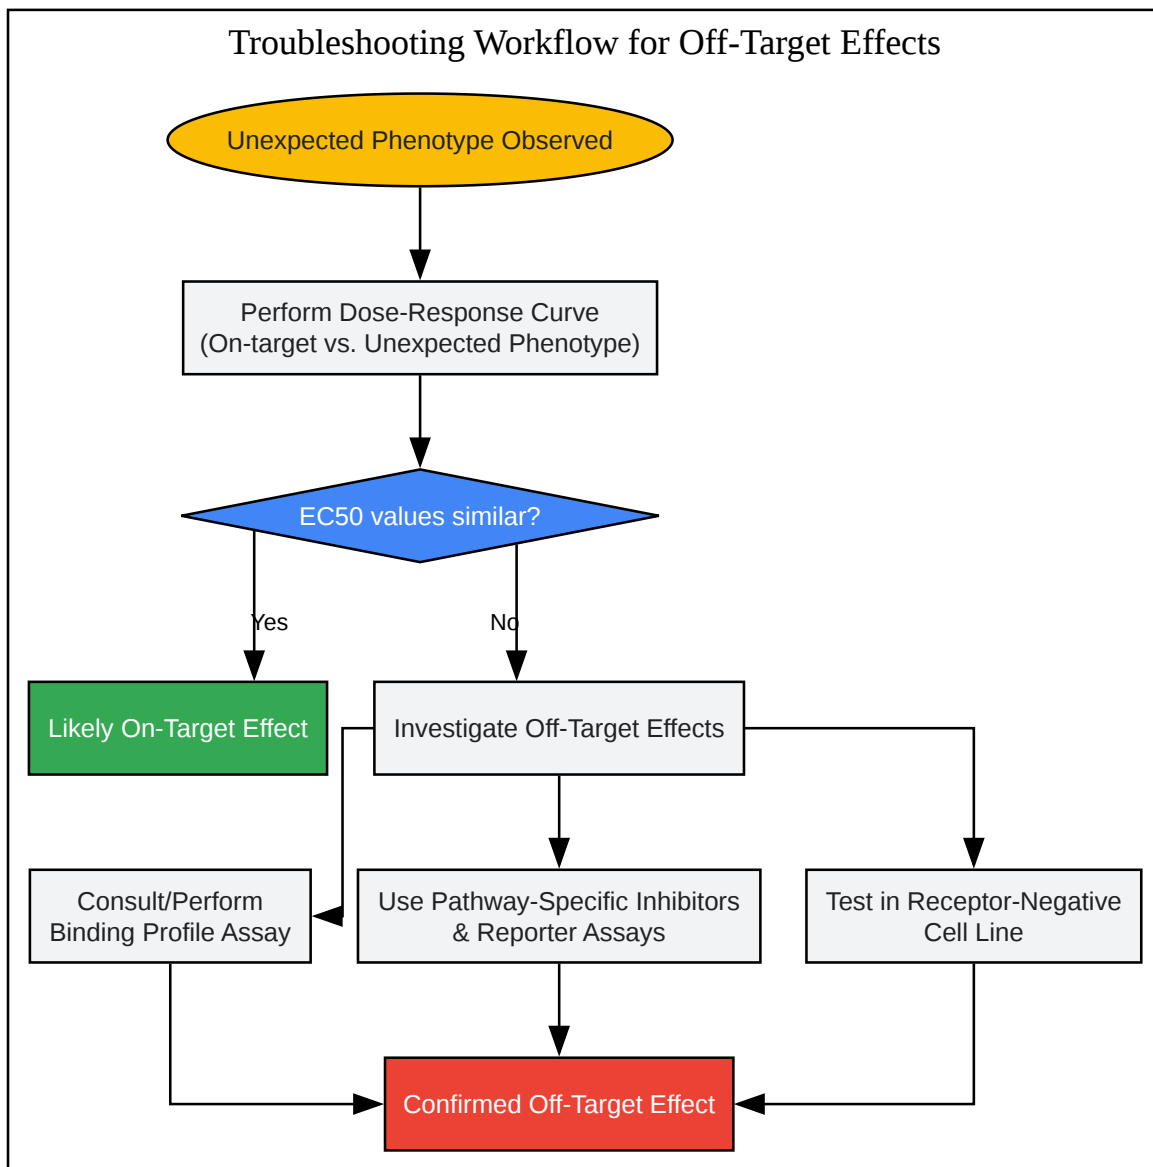 Troubleshooting Workflow for Off-Target Effects
Unexpected Phenotype Observed
Perform Dose-Response Curve
(On-target vs. Unexpected Phenotype)
EC50 values similar?
Yes
No
Likely On-Target Effect
Investigate Off-Target Effects
Consult/Perform
Binding Profile Assay
Use Pathway-Specific Inhibitors
& Reporter Assays
Test in Receptor-Negative
Cell Line
Confirmed Off-Target Effect